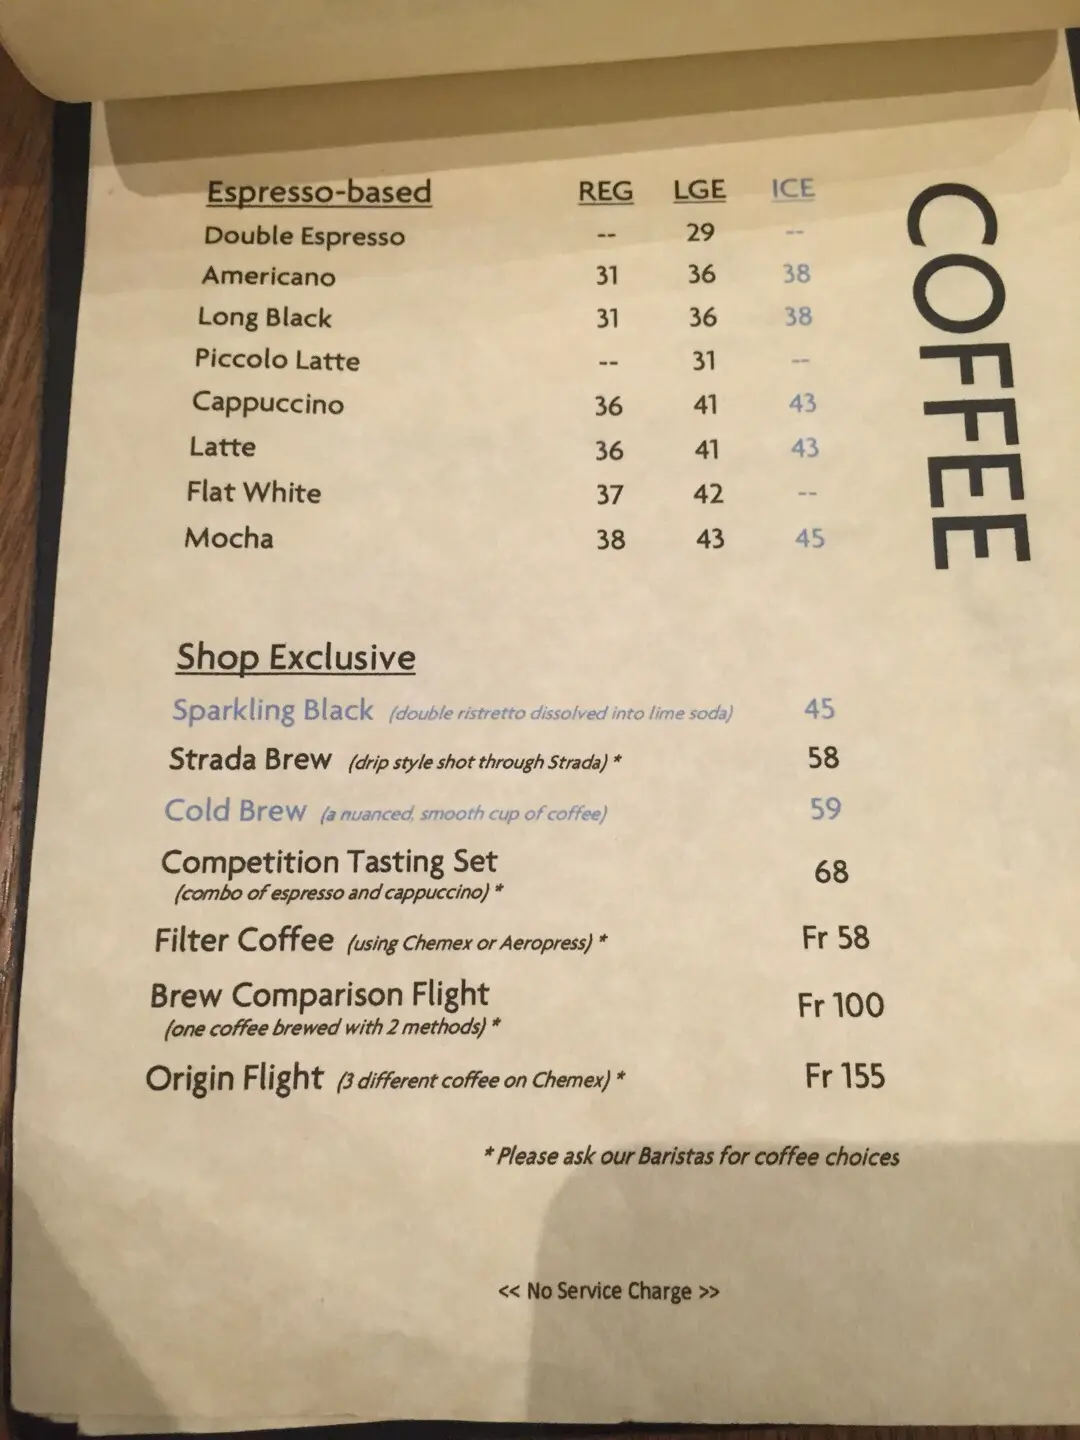 COFFEE
Espresso-based REG LGE ICE
Double Espresso -- 29 --
Americano 31 36 38
Long Black 31 36 38
Piccolo Latte -- 31 --
Cappuccino 36 41 43
Latte 36 41 43
Flat White 37 42 --
Mocha 38 43 45
Shop Exclusive
Sparkling Black (double ristretto dissolved into lime soda) 45
Strada Brew (drip style shot through Strada) * 58
Cold Brew (a nuanced, smooth cup of coffee) 59
Competition Tasting Set 68
(combo of espresso and cappuccino) *
Filter Coffee (using Chemex or Aeropress) * Fr 58
Brew Comparison Flight Fr 100
(one coffee brewed with 2 methods) *
Origin Flight (3 different coffee on Chemex) * Fr 155
* Please ask our Baristas for coffee choices
<< No Service Charge >>